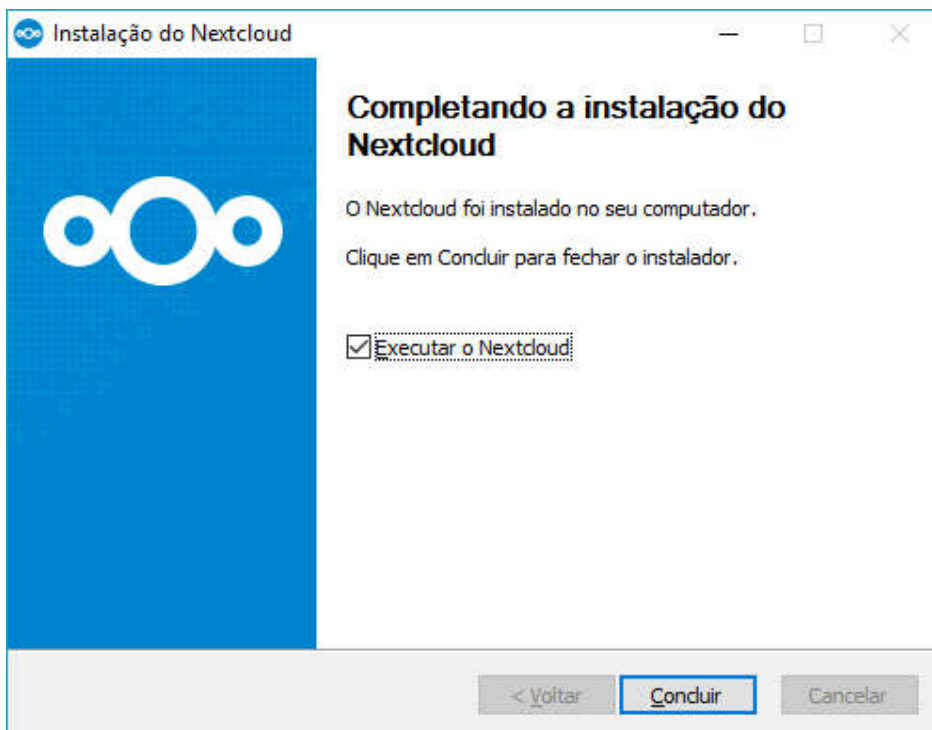 Instalação do Nextcloud
Completando a instalação do
Nextcloud
O Nextcloud foi instalado no seu computador.
Clique em Concluir para fechar o instalador.
Executar o Nextcloud
< Voltar
Concluir
Cancelar